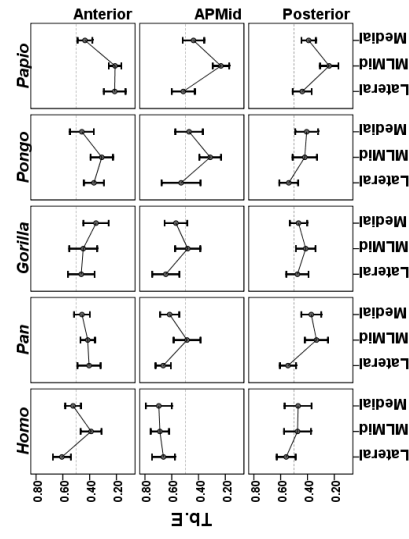 Anterior APMid Posterior
Papio
Medial
MLMid
Lateral
Pongo
Medial
MLMid
Lateral
Gorilla
Medial
MLMid
Lateral
Pan
Medial
MLMid
Lateral
Homo
Medial
MLMid
Lateral
0.80 0.60 0.40 0.20 0.80 0.60 0.40 0.20 0.80 0.60 0.40 0.20
Tb.E